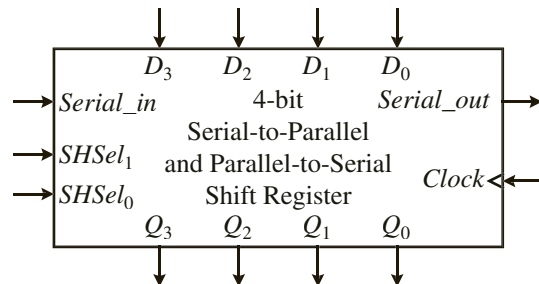 D₃ D₂ D₁ D₀
Serial_in 4-bit Serial_out
Serial-to-Parallel
SHSel₁ and Parallel-to-Serial
SHSel₀ Shift Register Clock
Q₃ Q₂ Q₁ Q₀